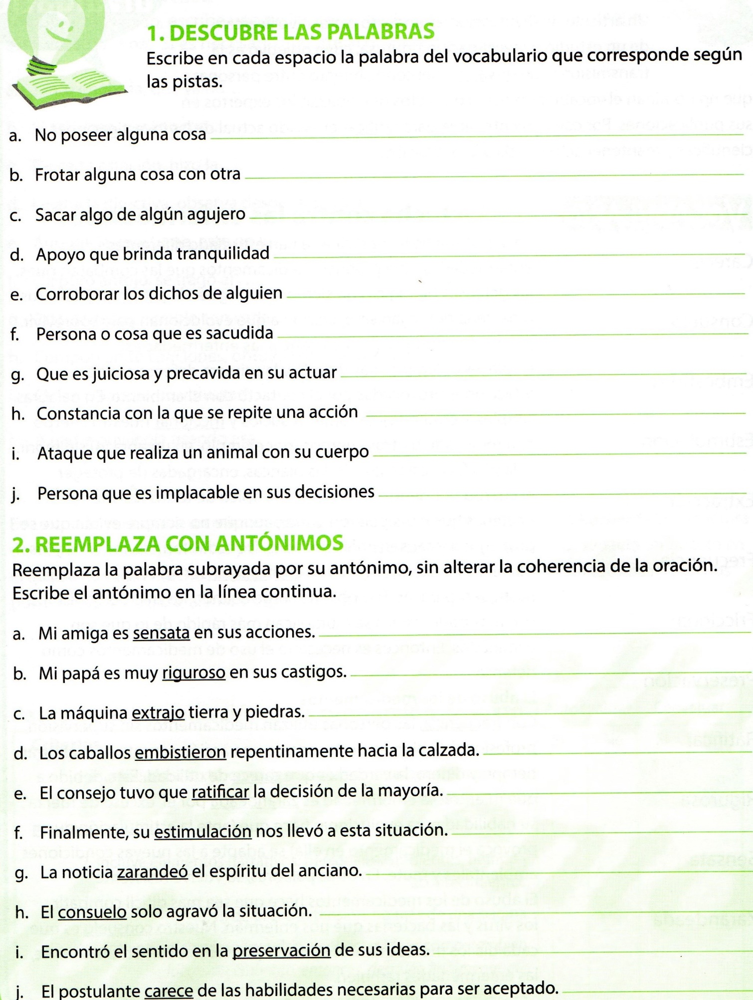 1. DESCUBRE LAS PALABRAS
Escribe en cada espacio la palabra del vocabulario que corresponde según
las pistas.
a. No poseer alguna cosa
b. Frotar alguna cosa con otra
c. Sacar algo de algún agujero
d. Apoyo que brinda tranquilidad
e. Corroborar los dichos de alguien
f. Persona o cosa que es sacudida
g. Que es juiciosa y precavida en su actuar
h. Constancia con la que se repite una acción
i. Ataque que realiza un animal con su cuerpo
j. Persona que es implacable en sus decisiones
2. REEMPLAZA CON ANTÓNIMOS
Reemplaza la palabra subrayada por su antónimo, sin alterar la coherencia de la oración.
Escribe el antónimo en la línea continua.
a. Mi amiga es sensata en sus acciones.
b. Mi papá es muy riguroso en sus castigos.
c. La máquina extrajo tierra y piedras.
d. Los caballos embistieron repentinamente hacia la calzada.
e. El consejo tuvo que ratificar la decisión de la mayoría.
f. Finalmente, su estimulación nos llevó a esta situación.
g. La noticia zarandeó el espíritu del anciano.
h. El consuelo solo agravó la situación.
i. Encontró el sentido en la preservación de sus ideas.
j. El postulante carece de las habilidades necesarias para ser aceptado.